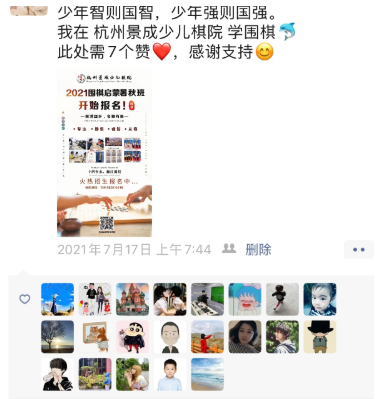 少年智则国智，少年强则国强。
我在 杭州景成少儿棋院 学围棋🐬
此处需7个赞❤️，感谢支持😊
杭州景成少儿棋院
2021围棋启蒙暑秋班
开始报名！
火热招生报名中...
2021年7月17日 上午7:44 删除